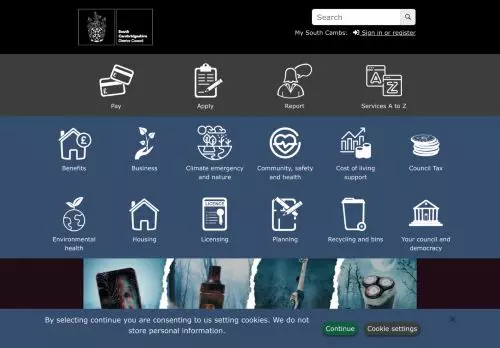 South
Cambridgeshire
District Council
Search
My South Cambs: Sign in or register
Pay
Apply
Report
Services A to Z
Benefits
Business
Climate emergency
and nature
Community, safety
and health
Cost of living
support
Council Tax
Environmental
health
Housing
LICENCE
Licensing
Planning
Recycling and bins
Your council and
democracy
By selecting continue you are consenting to us setting cookies. We do not
store personal information.
Continue
Cookie settings